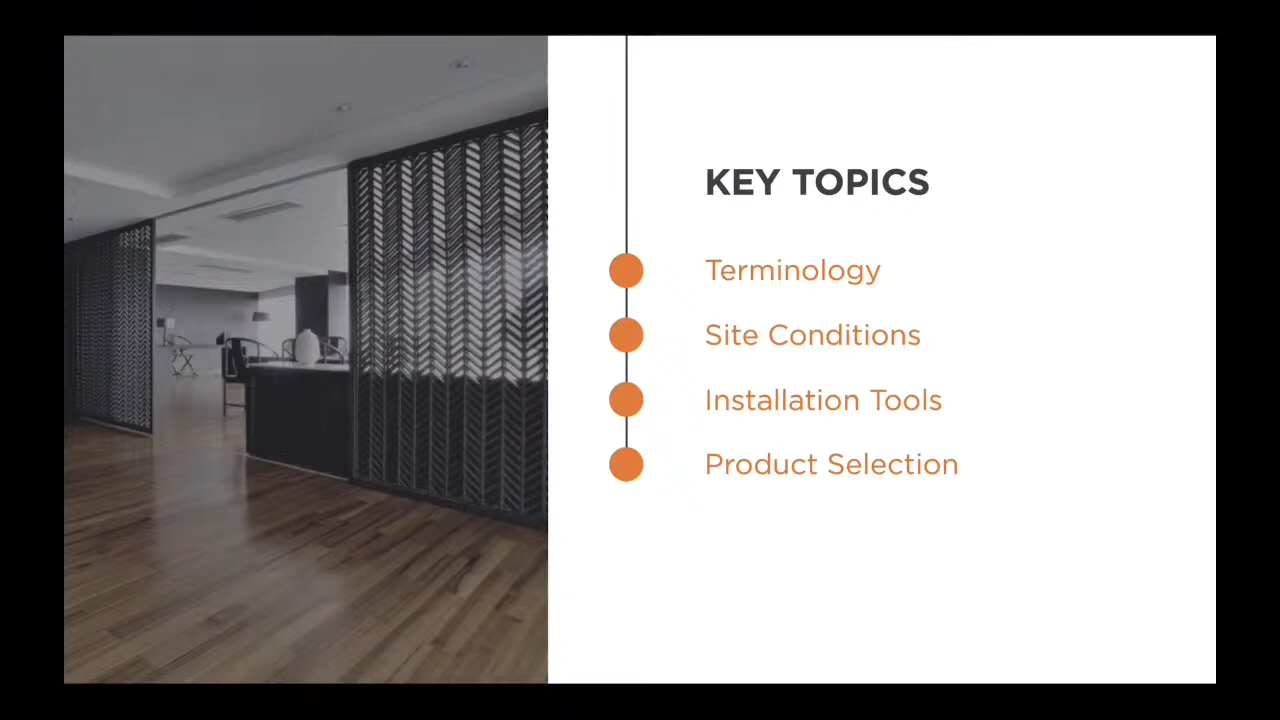 KEY TOPICS
Terminology
Site Conditions
Installation Tools
Product Selection